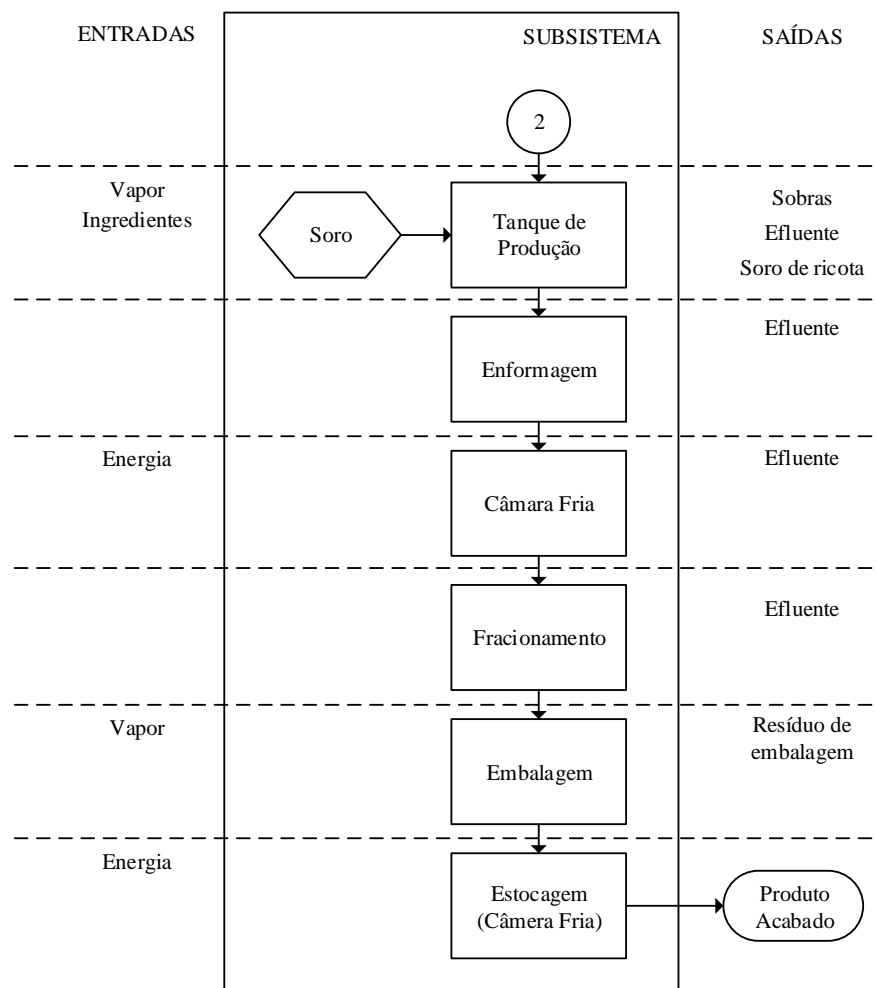 ENTRADAS
SUBSISTEMA
SAÍDAS
2
Vapor
Ingredientes
Soro
Tanque de
Produção
Sobras
Efluente
Soro de ricota
Enformagem
Efluente
Energia
Câmara Fria
Efluente
Fracionamento
Efluente
Vapor
Embalagem
Resíduo de
embalagem
Energia
Estocagem
(Câmera Fria)
Produto
Acabado